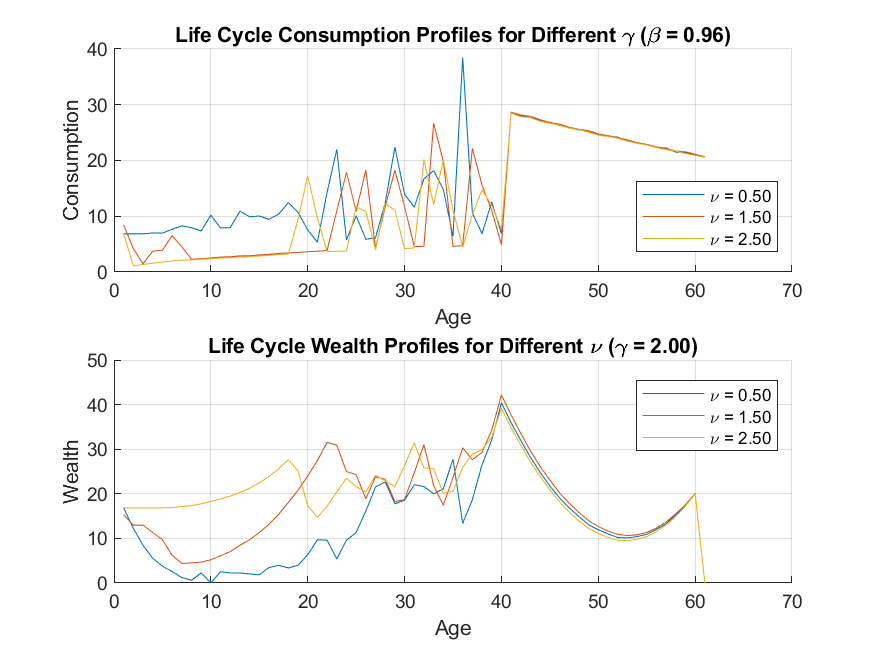 Life Cycle Consumption Profiles for Different γ (β = 0.96)
40
30
20
10
0
Consumption
ν = 0.50
ν = 1.50
ν = 2.50
0 10 20 30 40 50 60 70
Age
Life Cycle Wealth Profiles for Different ν (γ = 2.00)
50
40
30
20
10
0
Wealth
ν = 0.50
ν = 1.50
ν = 2.50
0 10 20 30 40 50 60 70
Age